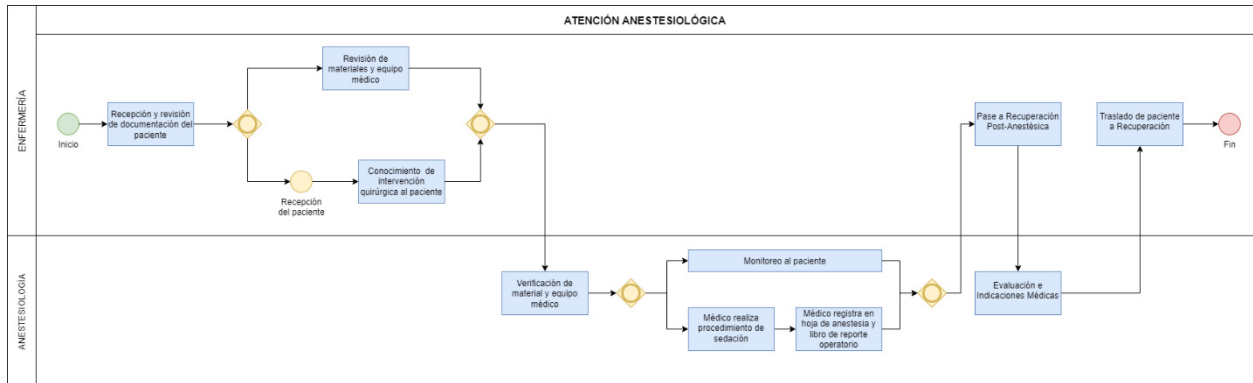 ATENCIÓN ANESTESIOLÓGICA
ENFERMERÍA
Inicio
Recepción y revisión
de documentación del
paciente
Revisión de
materiales y equipo
médico
Recepción
del paciente
Conocimiento de
intervención
quirúrgica al paciente
Pase a Recuperación
Post-Anestésica
Traslado de paciente
a Recuperación
Fin
ANESTESIOLOGÍA
Verificación de
material y equipo
médico
Monitoreo al paciente
Médico realiza
procedimiento de
sedación
Médico registra en
hoja de anestesia y
libro de reporte
operatorio
Evaluación e
Indicaciones Médicas